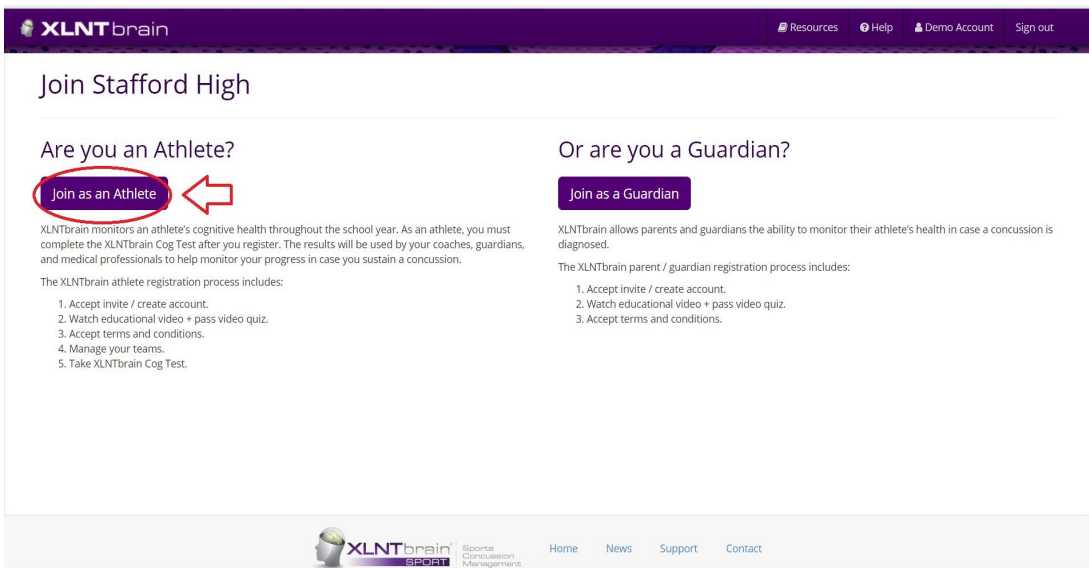 XLNTbrain
Resources
Help
Demo Account
Sign out
Join Stafford High
Are you an Athlete?
Join as an Athlete
XLNTbrain monitors an athlete's cognitive health throughout the school year. As an athlete, you must
complete the XLNTbrain Cog Test after you register. The results will be used by your coaches, guardians,
and medical professionals to help monitor your progress in case you sustain a concussion.
The XLNTbrain athlete registration process includes:
1. Accept invite / create account.
2. Watch educational video + pass video quiz.
3. Accept terms and conditions.
4. Manage your teams.
5. Take XLNTbrain Cog Test.
Or are you a Guardian?
Join as a Guardian
XLNTbrain allows parents and guardians the ability to monitor their athlete's health in case a concussion is
diagnosed.
The XLNTbrain parent / guardian registration process includes:
1. Accept invite / create account.
2. Watch educational video + pass video quiz.
3. Accept terms and conditions.
XLNTbrain
SPORT
Sports
Concussion
Management
Home
News
Support
Contact